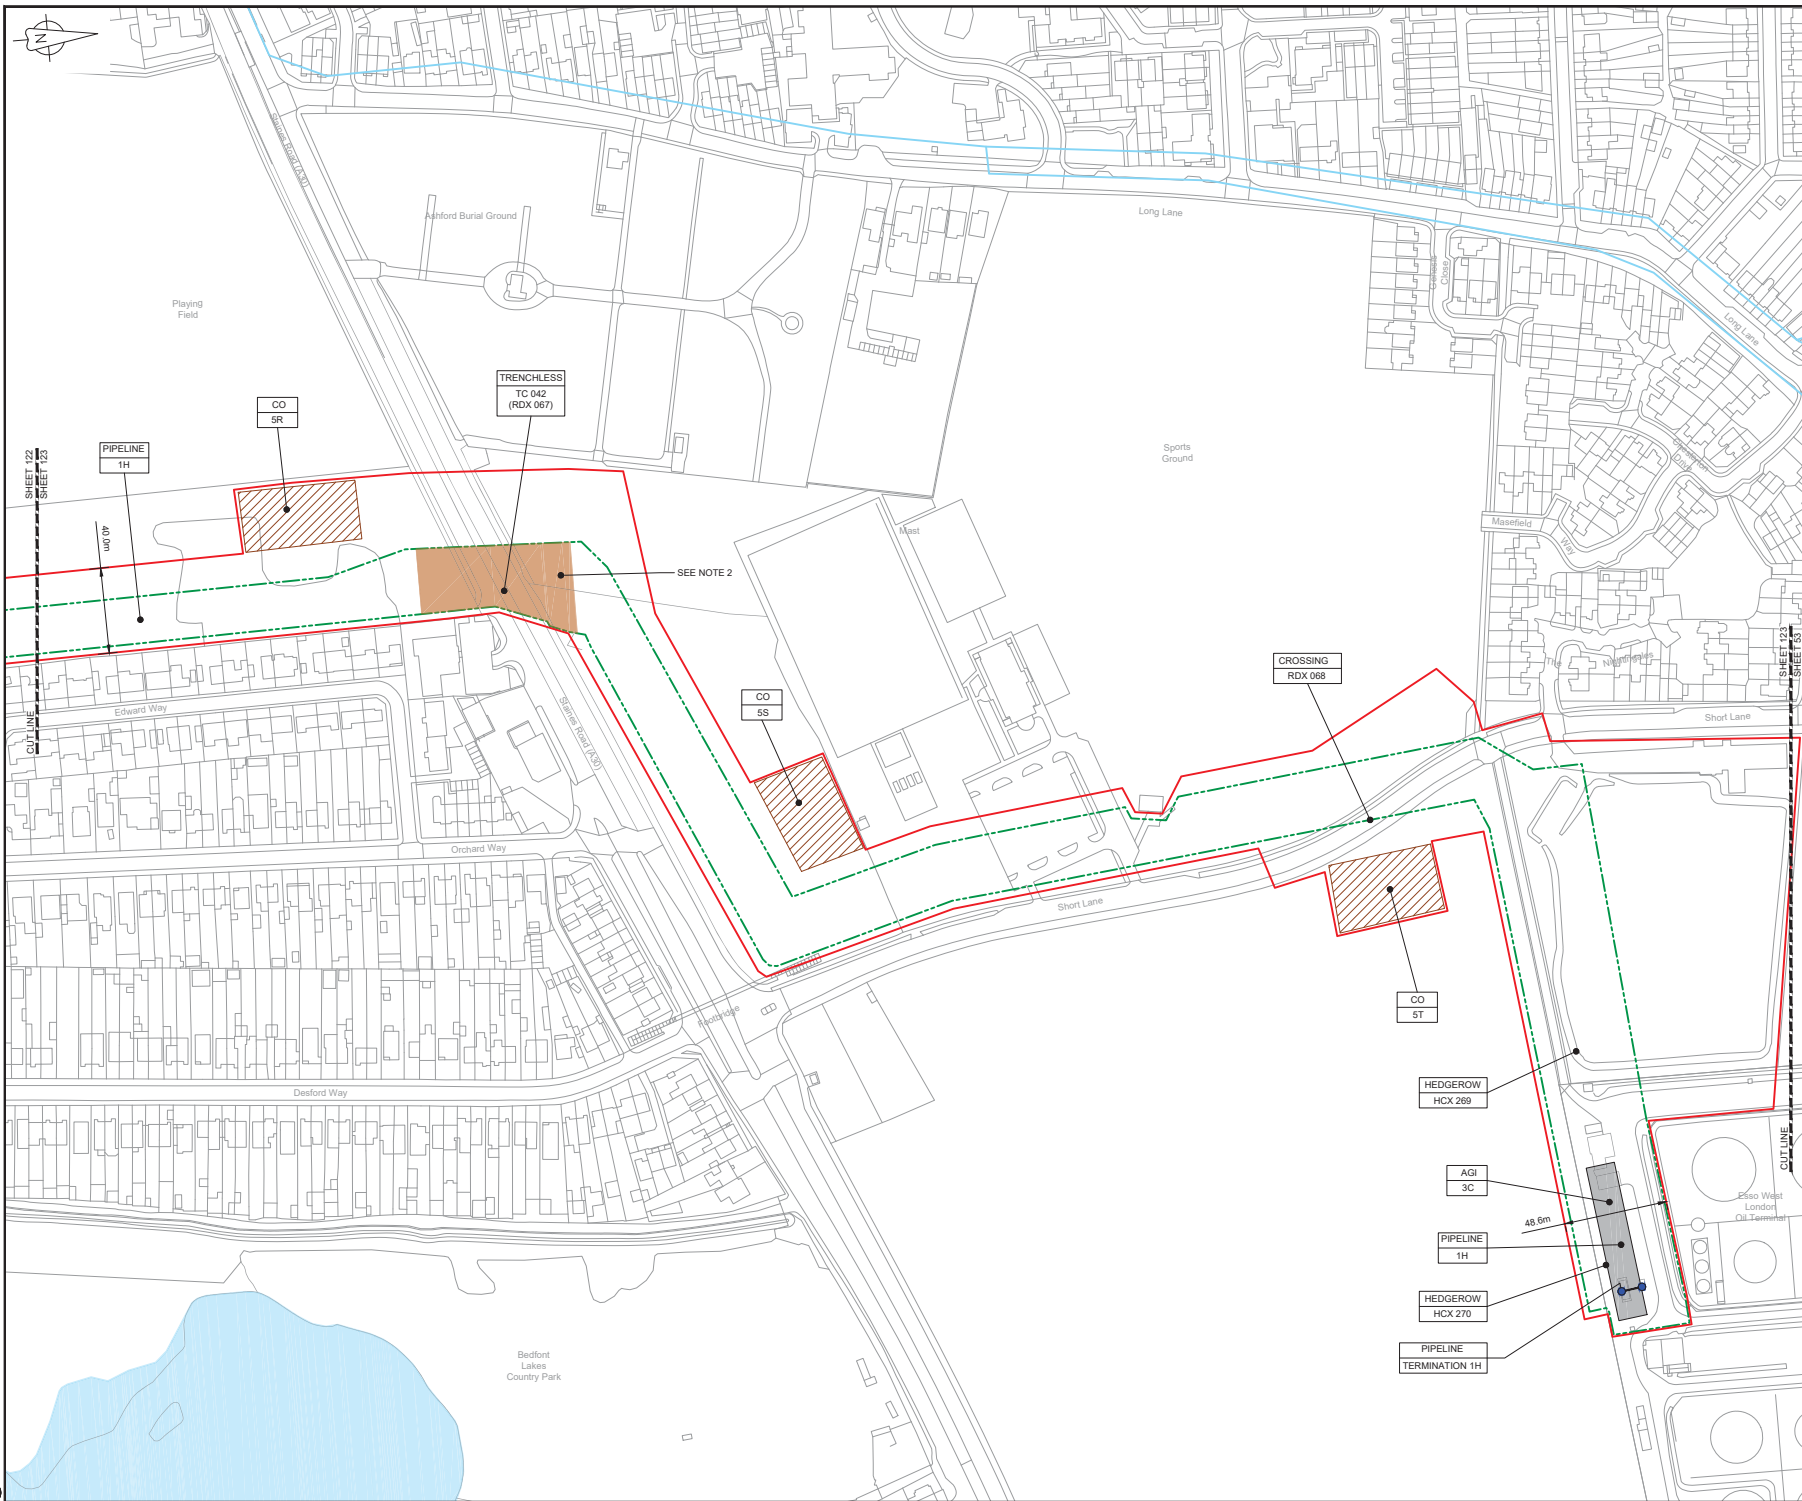 N
Staines Road (A30)
Ashford Burial Ground
Long Lane
Playing
Field
Close
Long Lane
TRENCHLESS
TC 042
(RDX 067)
CO
5R
PIPELINE
1H
SHEET 122
SHEET 123
40.0m
Sports
Ground
Drive
Mast
Masefield
Way
SEE NOTE 2
CROSSING
RDX 068
The
Nightingales
SHEET 123
SHEET 53
CO
5S
Edward Way
CUT LINE
Staines Road (A30)
Short Lane
Orchard Way
Short Lane
CO
5T
Footbridge
Desford Way
HEDGEROW
HCX 269
CUT LINE
AGI
3C
Esso West
London
Oil Terminal
48.6m
PIPELINE
1H
HEDGEROW
HCX 270
PIPELINE
TERMINATION 1H
Bedfont
Lakes
Country Park